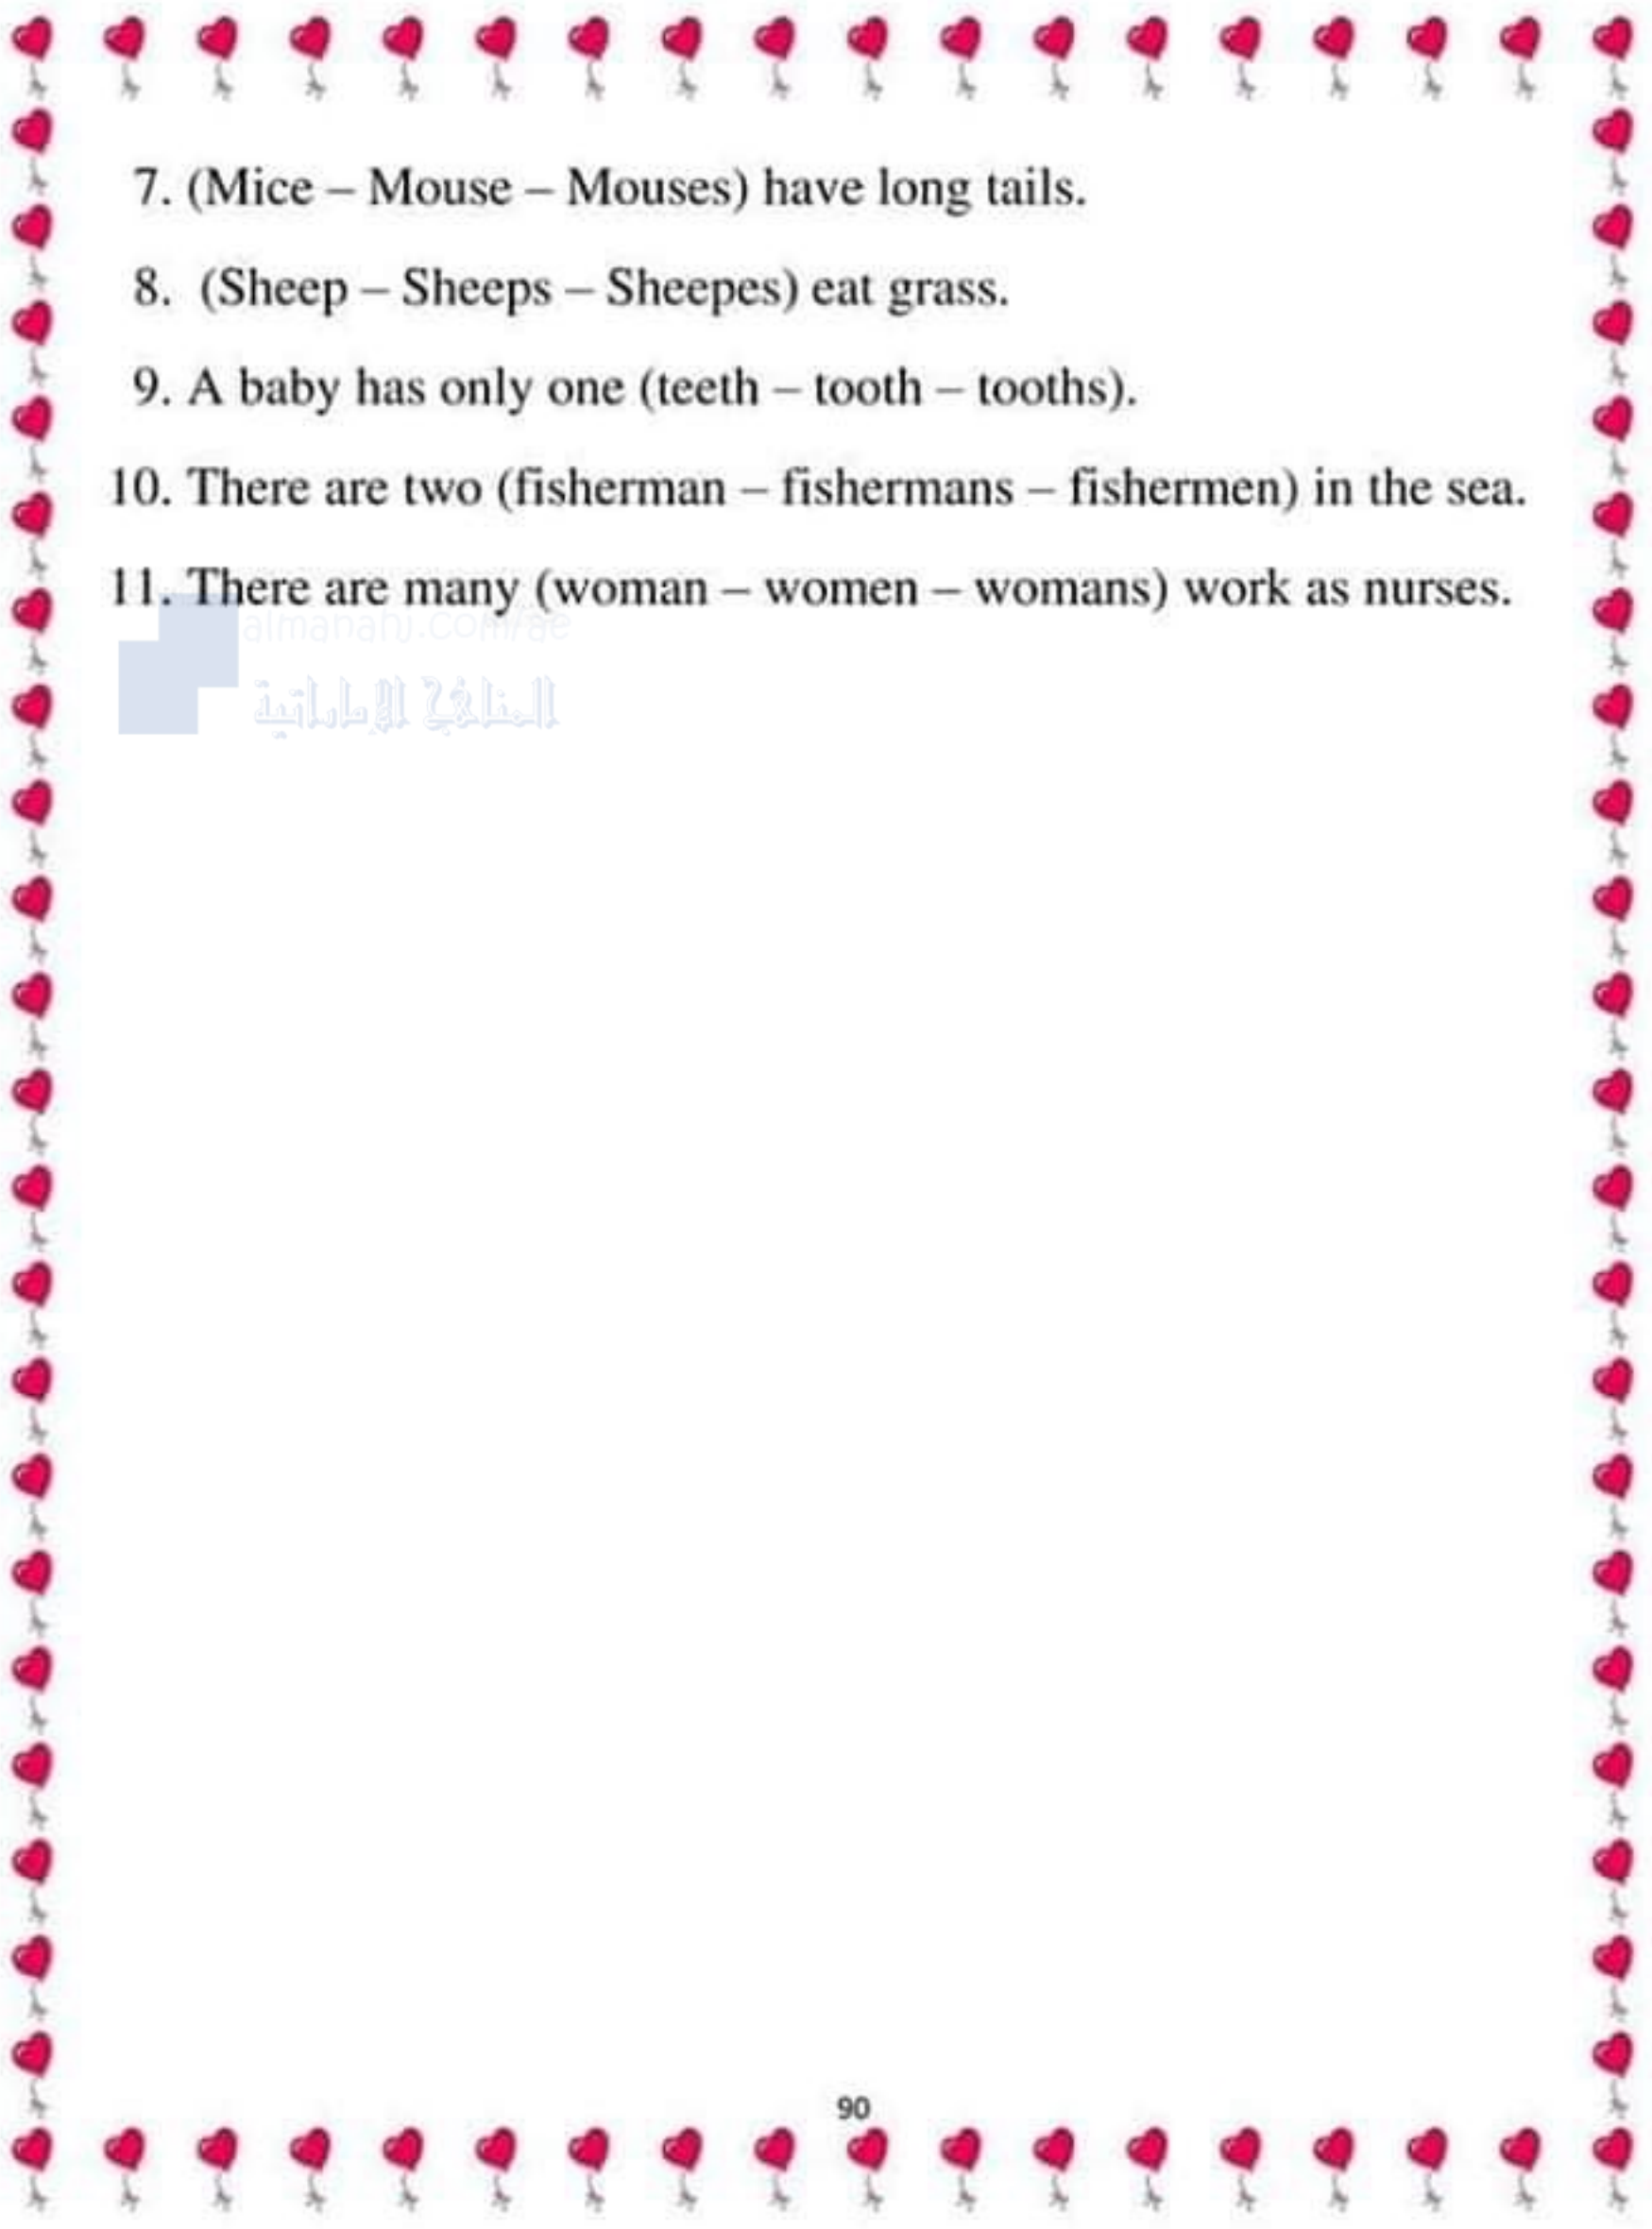 7. (Mice – Mouse – Mouses) have long tails.
8. (Sheep – Sheeps – Sheepes) eat grass.
9. A baby has only one (teeth – tooth – tooths).
10. There are two (fisherman – fishermans – fishermen) in the sea.
11. There are many (woman – women – womans) work as nurses.
almanahj.com/ae
المناهج الإماراتية
90